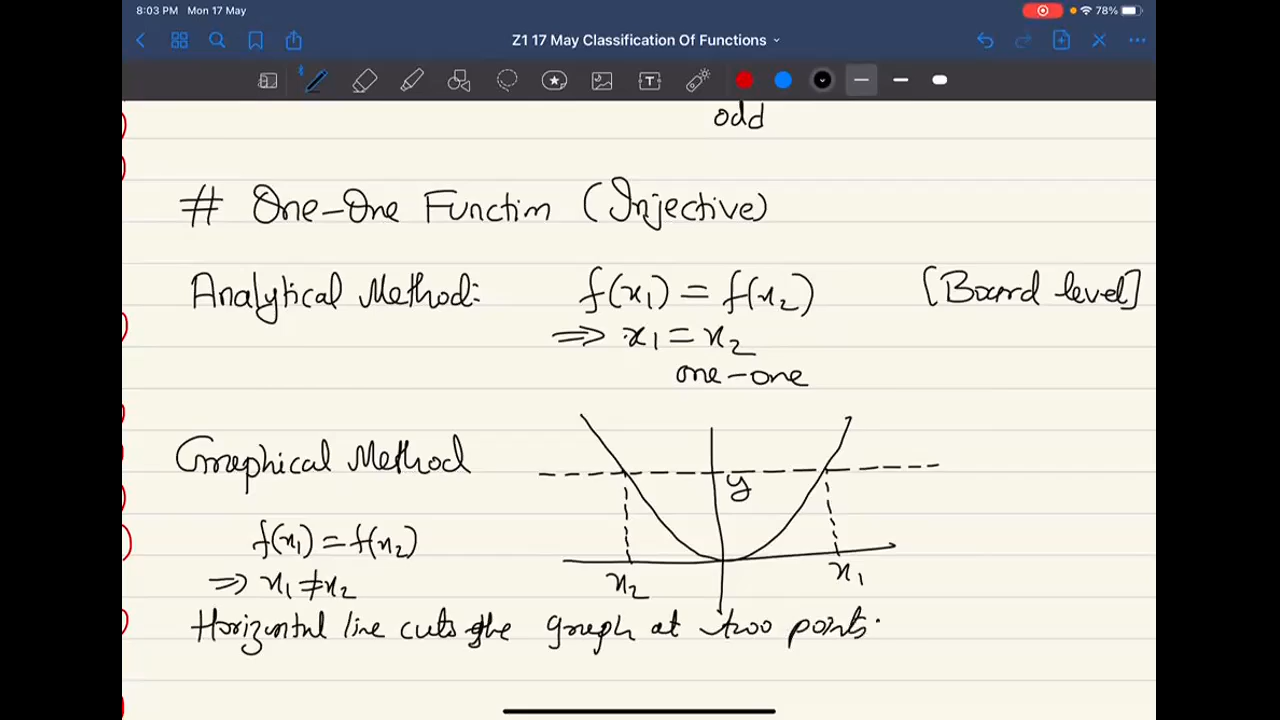 8:03 PM Mon 17 May
78%
Z1 17 May Classification Of Functions
odd
# One-One Function (Injective)
Analytical Method: f(x₁) = f(x₂) [Board level]
⇒ x₁ = x₂
one-one
Graphical Method
y
f(x₁) = f(x₂)
⇒ x₁ ≠ x₂
x₂ x₁
Horizontal line cuts the graph at two points.